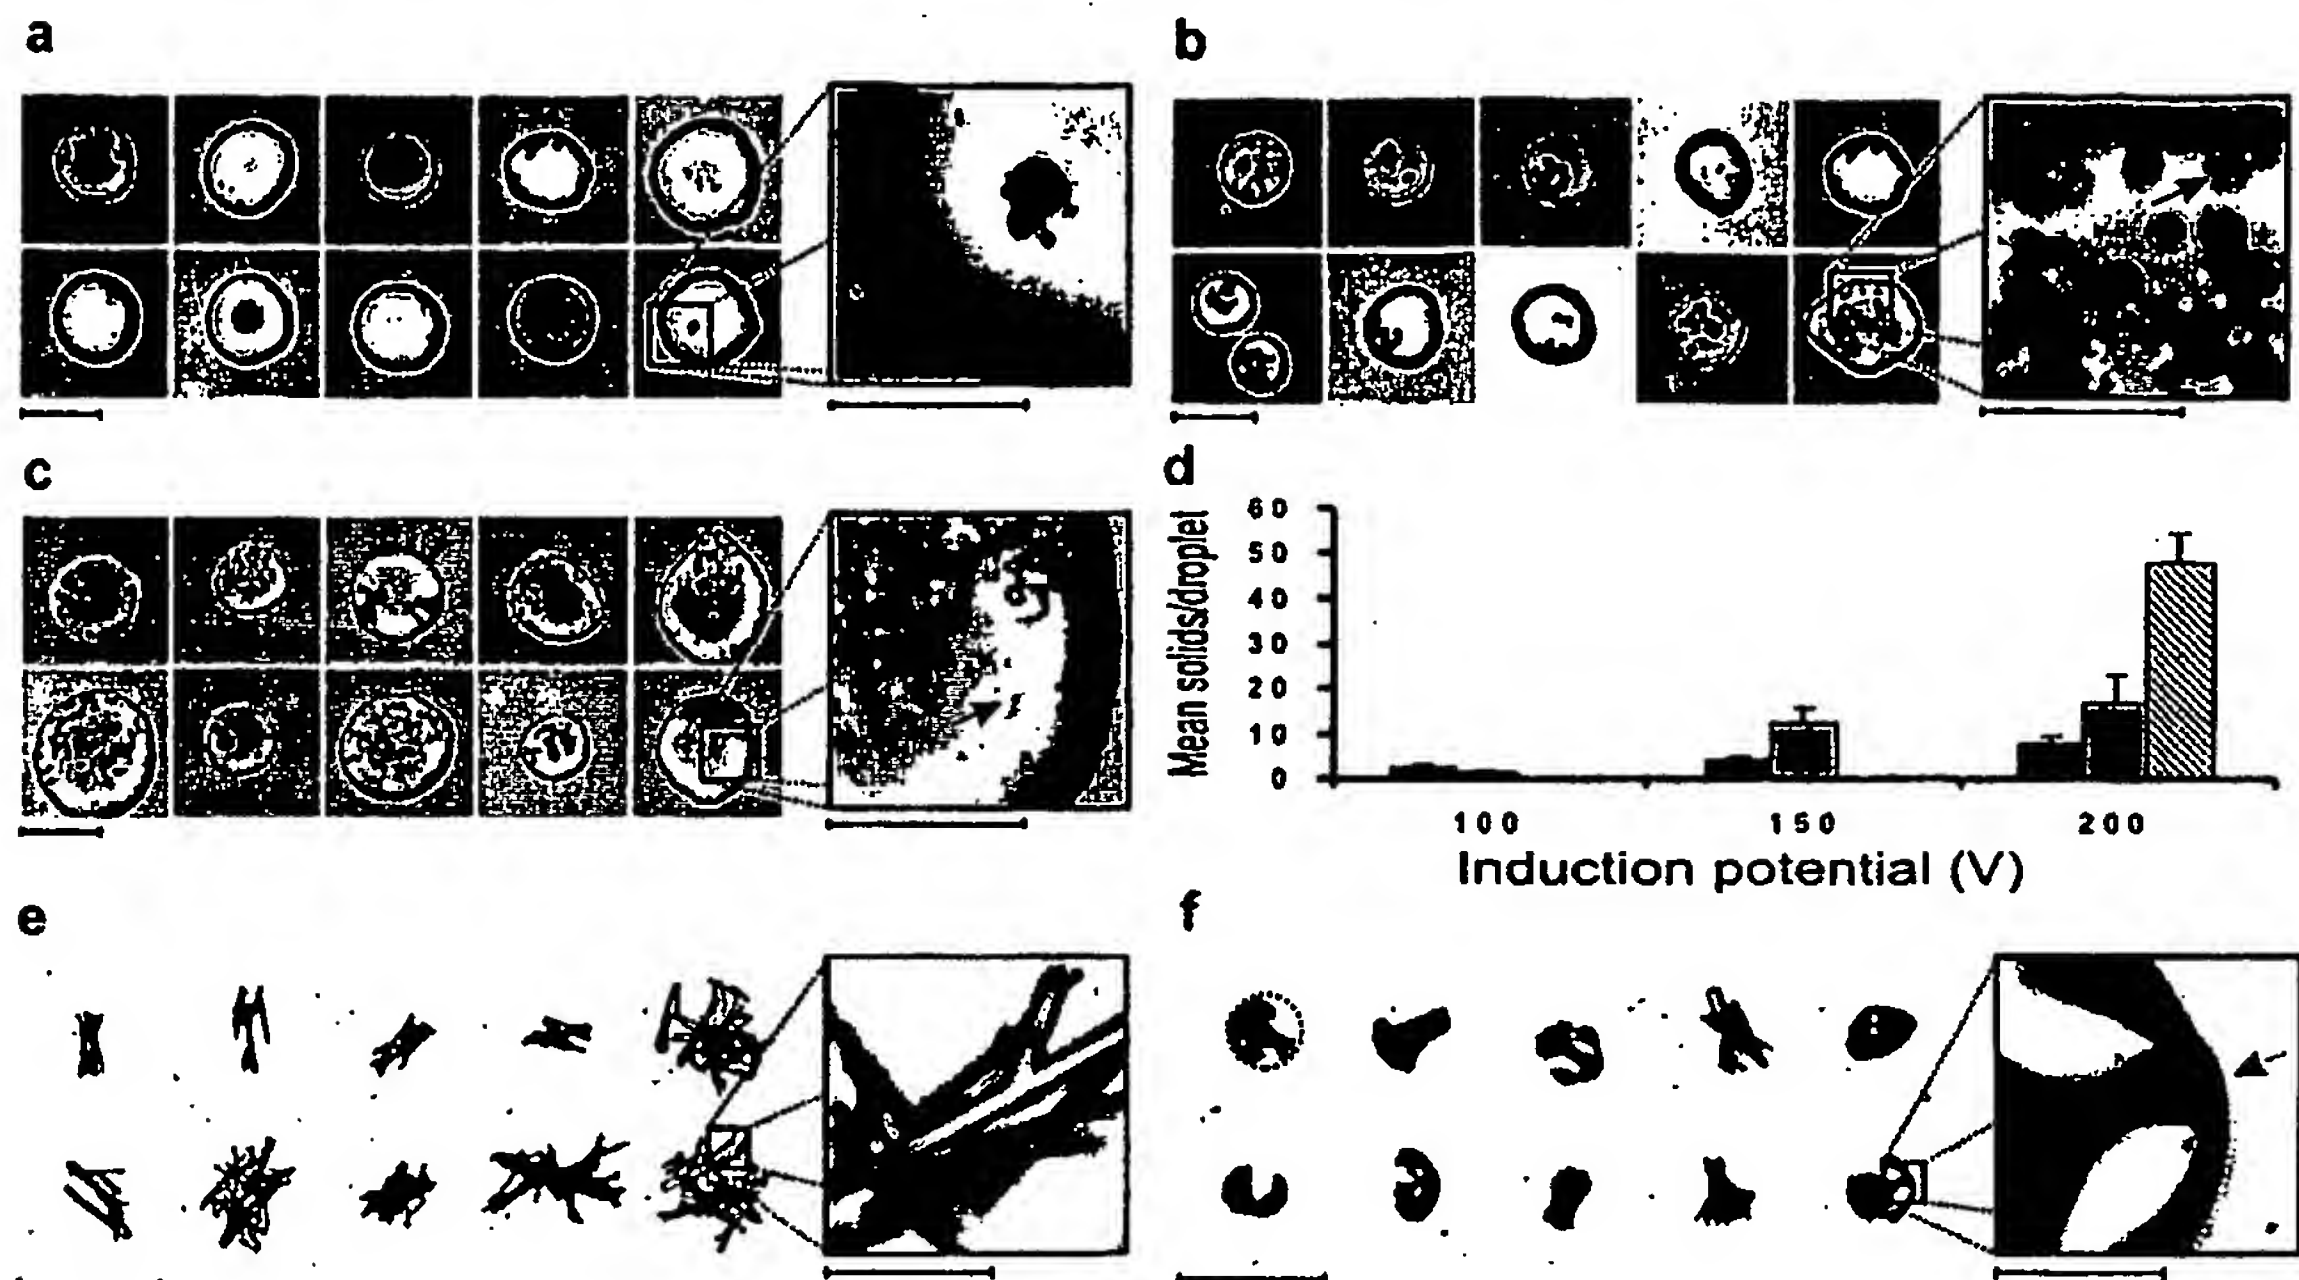 a
b
c
d
Mean solids/droplet
60
50
40
30
20
10
0
100 150 200
Induction potential (V)
e
f